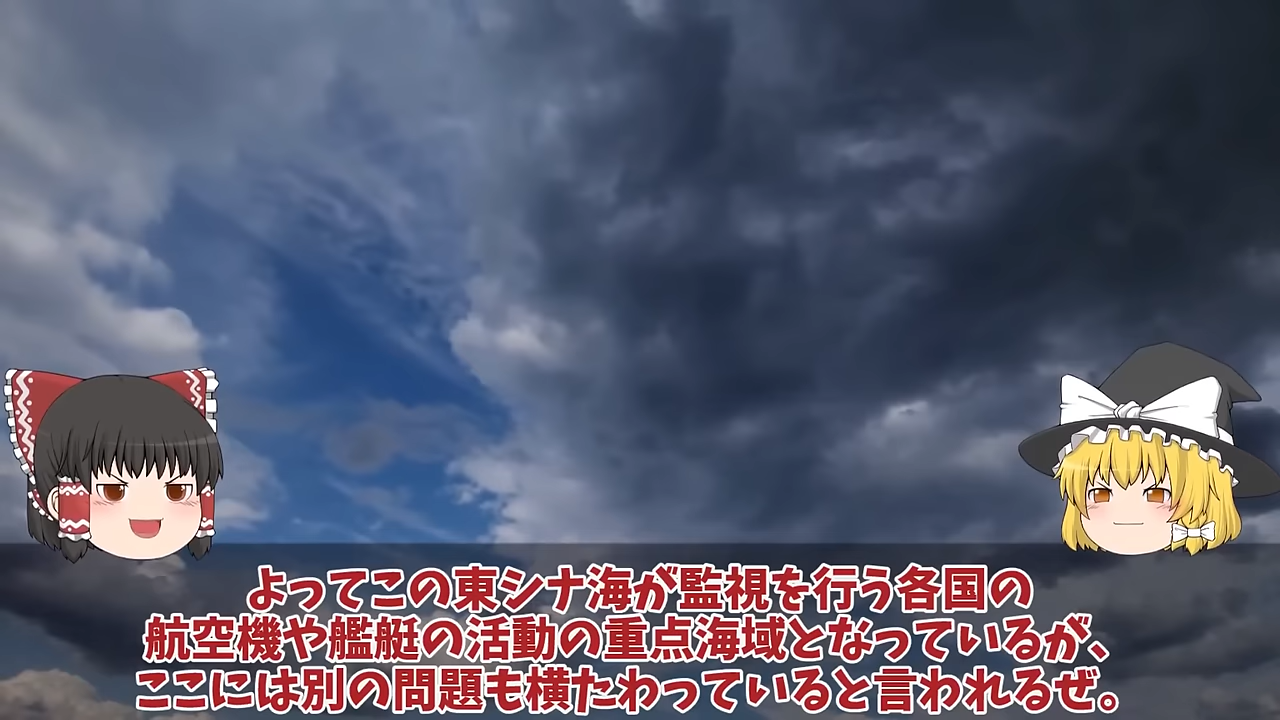 よってこの東シナ海が監視を行う各国の
航空機や艦艇の活動の重点海域となっているが、
ここには別の問題も横たわっていると言われるぜ。